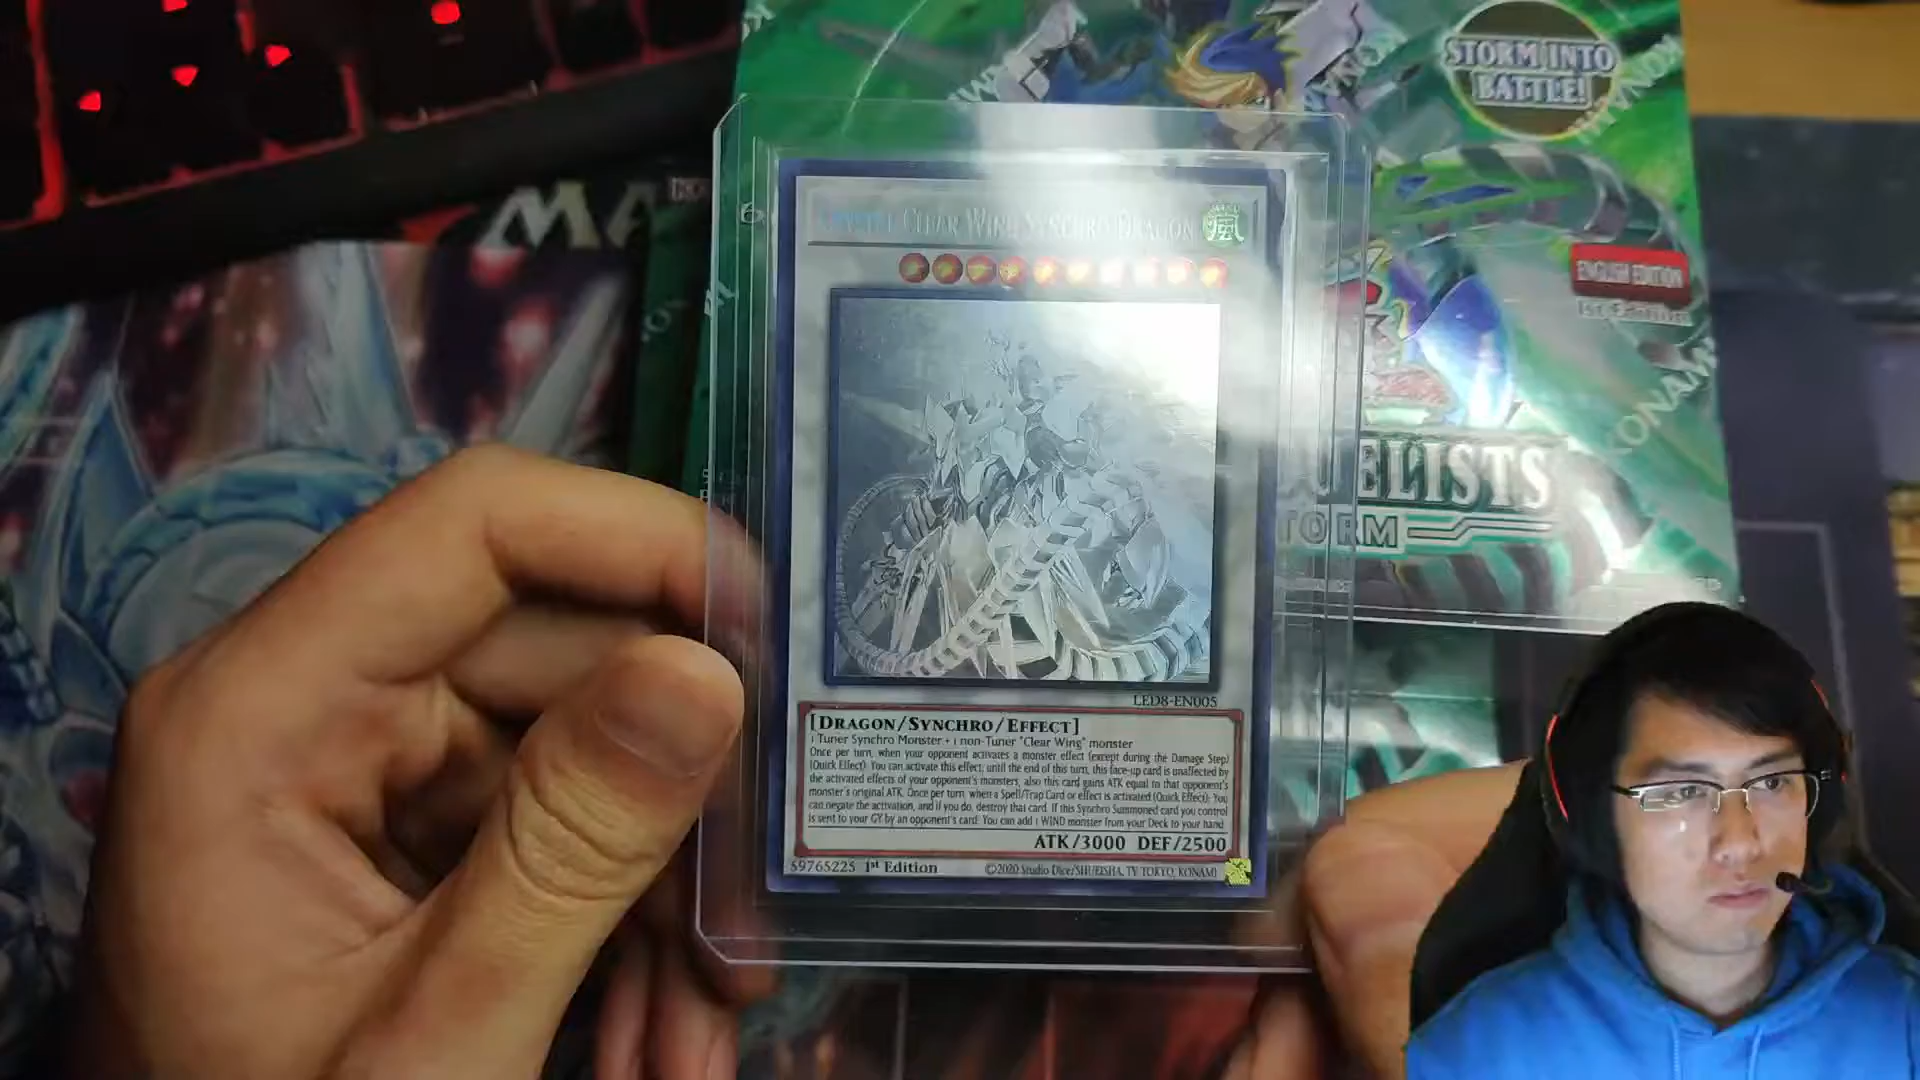 STORM INTO
BATTLE!
KONAMI
MA
CLEAR WING SYNCHRO DRAGON
ENGLISH EDITION
1st Edition
KONAMI
ELISTS
TORM
LED8-EN005
[DRAGON/SYNCHRO/EFFECT]
1 Tuner Synchro Monster + 1 non-Tuner "Clear Wing" monster
Once per turn, when your opponent activates a monster effect (except during the Damage Step)
(Quick Effect): You can activate this effect; until the end of this turn, this face-up card is unaffected by
the activated effects of your opponent's monsters, also this card gains ATK equal to that opponent's
monster's original ATK. Once per turn, when a Spell/Trap Card or effect is activated (Quick Effect): You
can negate the activation, and if you do, destroy that card. If this Synchro Summoned card you control
is sent to your GY by an opponent's card: You can add 1 WIND monster from your Deck to your hand.
ATK/3000 DEF/2500
59765225 1st Edition
©2020 Studio Dice/SHUEISHA, TV TOKYO, KONAMI